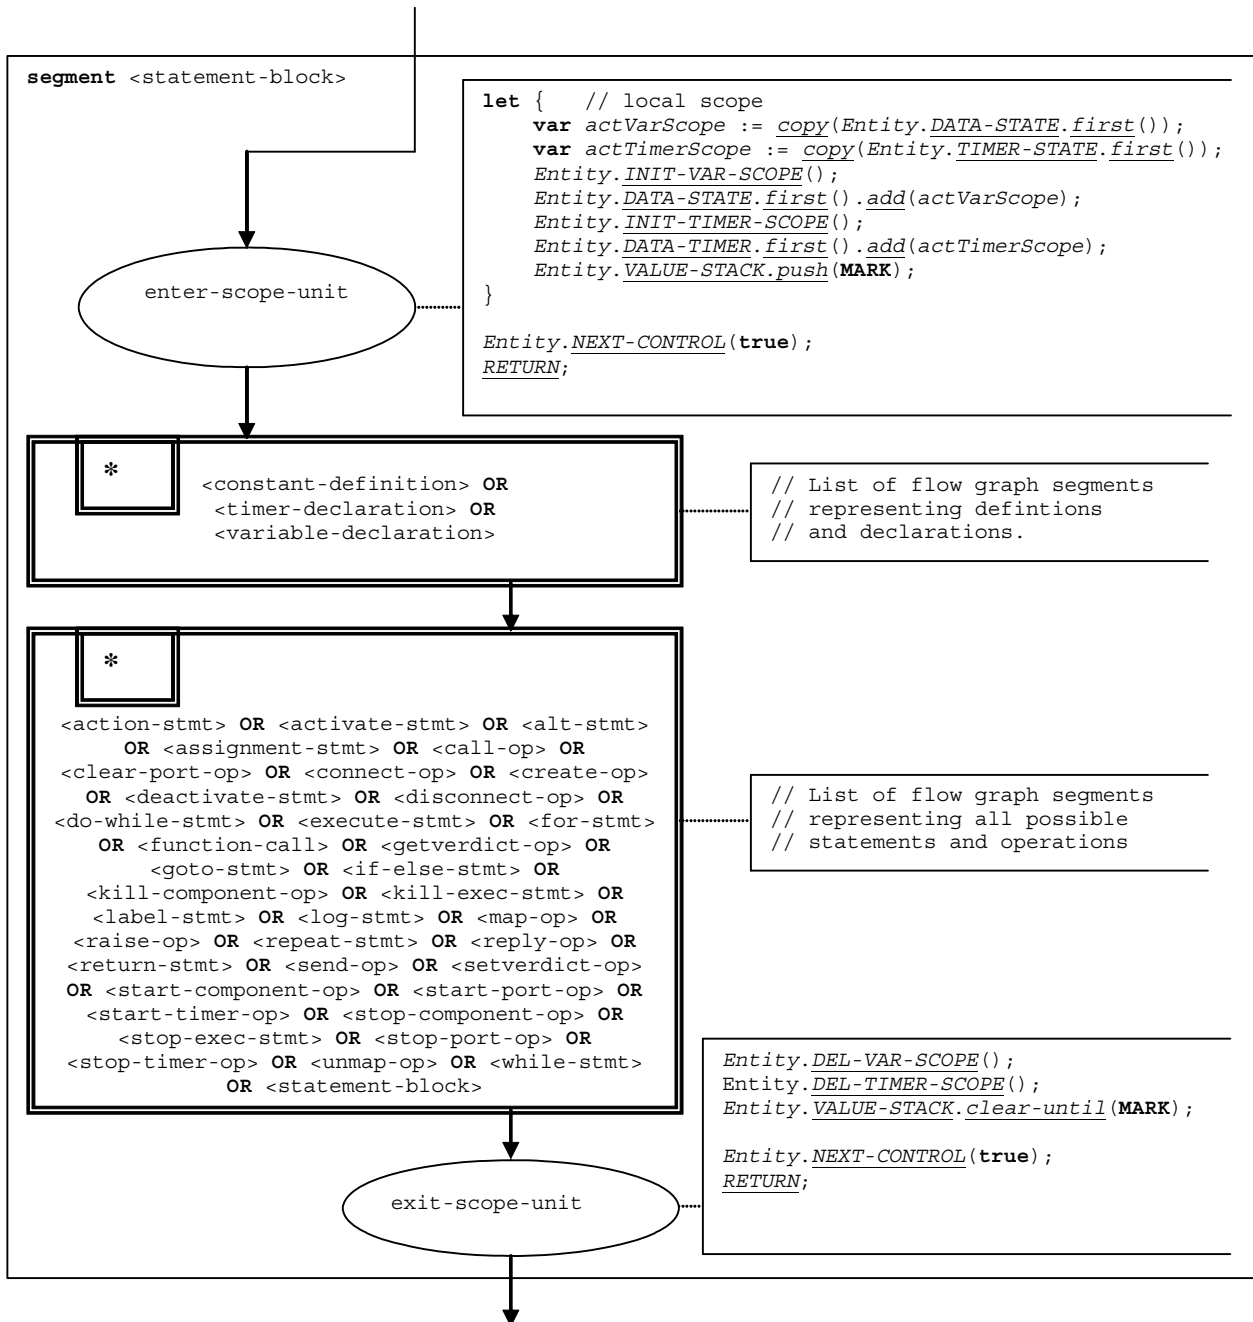 segment <statement-block>
let {   // local scope
    var actVarScope := copy(Entity.DATA-STATE.first());
    var actTimerScope := copy(Entity.TIMER-STATE.first());
    Entity.INIT-VAR-SCOPE();
    Entity.DATA-STATE.first().add(actVarScope);
    Entity.INIT-TIMER-SCOPE();
    Entity.DATA-TIMER.first().add(actTimerScope);
    Entity.VALUE-STACK.push(MARK);
}
Entity.NEXT-CONTROL(true);
RETURN;
enter-scope-unit
*
<constant-definition> OR
<timer-declaration> OR
<variable-declaration>
// List of flow graph segments
// representing defintions
// and declarations.
*
<action-stmt> OR <activate-stmt> OR <alt-stmt>
OR <assignment-stmt> OR <call-op> OR
<clear-port-op> OR <connect-op> OR <create-op>
OR <deactivate-stmt> OR <disconnect-op> OR
<do-while-stmt> OR <execute-stmt> OR <for-stmt>
OR <function-call> OR <getverdict-op> OR
<goto-stmt> OR <if-else-stmt> OR
<kill-component-op> OR <kill-exec-stmt> OR
<label-stmt> OR <log-stmt> OR <map-op> OR
<raise-op> OR <repeat-stmt> OR <reply-op> OR
<return-stmt> OR <send-op> OR <setverdict-op>
OR <start-component-op> OR <start-port-op> OR
<start-timer-op> OR <stop-component-op> OR
<stop-exec-stmt> OR <stop-port-op> OR
<stop-timer-op> OR <unmap-op> OR <while-stmt>
OR <statement-block>
// List of flow graph segments
// representing all possible
// statements and operations
Entity.DEL-VAR-SCOPE();
Entity.DEL-TIMER-SCOPE();
Entity.VALUE-STACK.clear-until(MARK);
Entity.NEXT-CONTROL(true);
RETURN;
exit-scope-unit